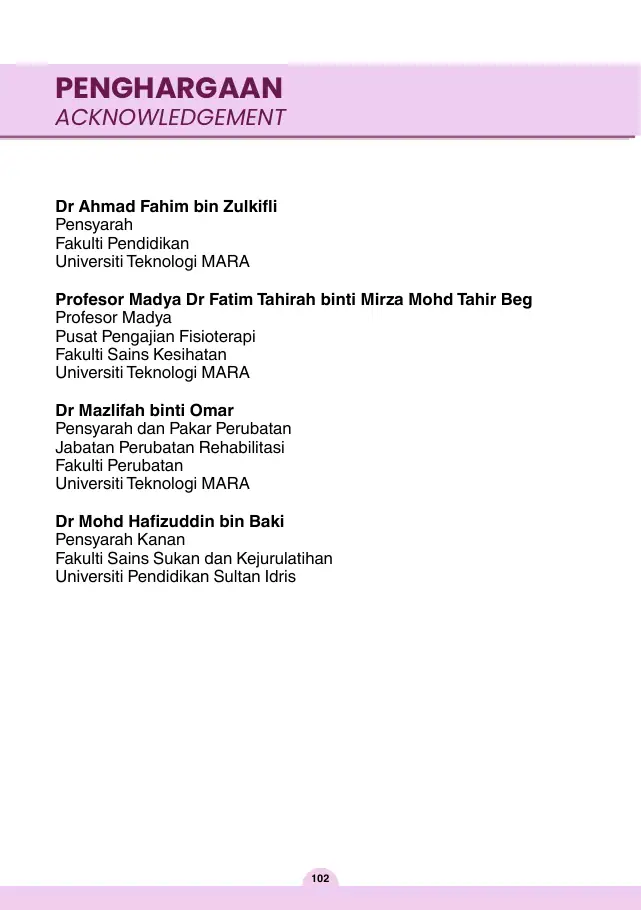 PENGHARGAAN
ACKNOWLEDGEMENT
Dr Ahmad Fahim bin Zulkifli
Pensyarah
Fakulti Pendidikan
Universiti Teknologi MARA
Profesor Madya Dr Fatim Tahirah binti Mirza Mohd Tahir Beg
Profesor Madya
Pusat Pengajian Fisioterapi
Fakulti Sains Kesihatan
Universiti Teknologi MARA
Dr Mazlifah binti Omar
Pensyarah dan Pakar Perubatan
Jabatan Perubatan Rehabilitasi
Fakulti Perubatan
Universiti Teknologi MARA
Dr Mohd Hafizuddin bin Baki
Pensyarah Kanan
Fakulti Sains Sukan dan Kejurulatihan
Universiti Pendidikan Sultan Idris
102